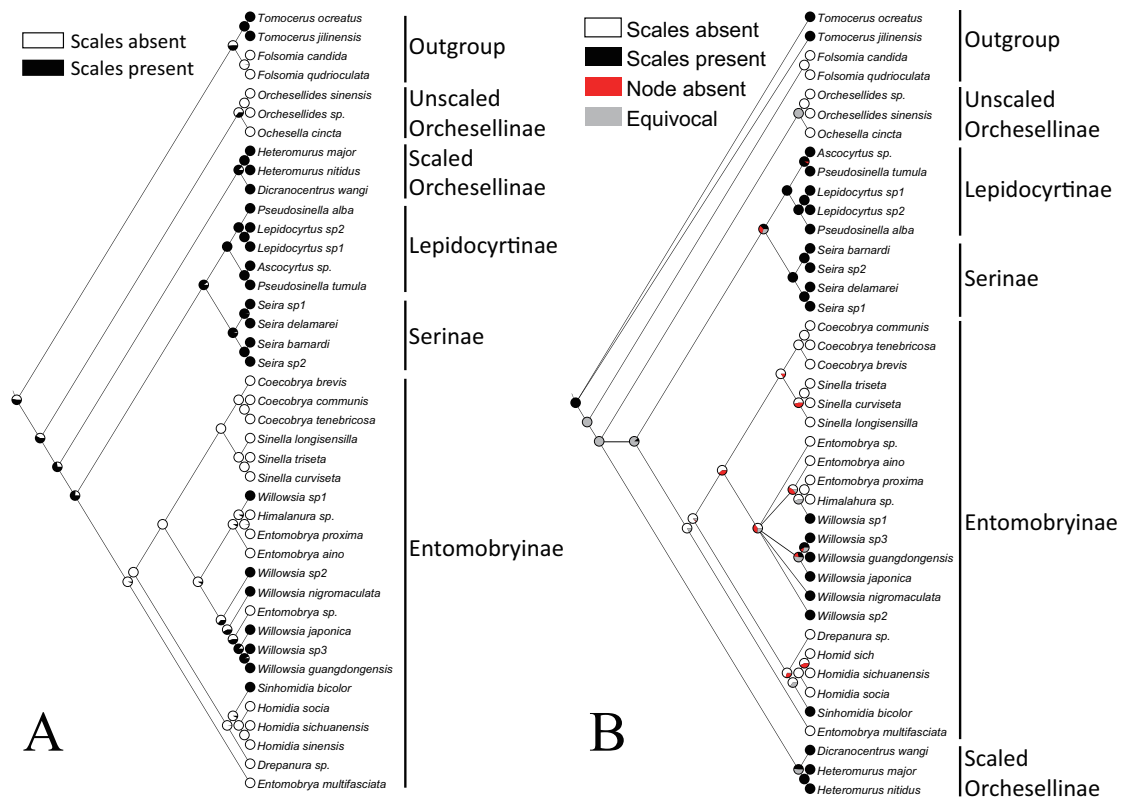 Scales absent
Scales present
Tomocerus ocreatus
Tomocerus jilinensis
Folsomia candida
Folsomia qudrioculata
Orchesellides sinensis
Orchesellides sp.
Ochesella cincta
Heteromurus major
Heteromurus nitidus
Dicranocentrus wangi
Pseudosinella alba
Lepidocyrtus sp2
Lepidocyrtus sp1
Ascocyrtus sp.
Pseudosinella tumula
Seira sp1
Seira delamarei
Seira barnardi
Seira sp2
Coecobrya brevis
Coecobrya communis
Coecobrya tenebricosa
Sinella longisensilla
Sinella triseta
Sinella curviseta
Willowsia sp1
Himalanura sp.
Entomobrya proxima
Entomobrya aino
Willowsia sp2
Willowsia nigromaculata
Entomobrya sp.
Willowsia japonica
Willowsia sp3
Willowsia guangdongensis
Sinhomidia bicolor
Homidia socia
Homidia sichuanensis
Homidia sinensis
Drepanura sp.
Entomobrya multifasciata
Outgroup
Unscaled
Orchesellinae
Scaled
Orchesellinae
Lepidocyrtinae
Serinae
Entomobryinae
A
Scales absent
Scales present
Node absent
Equivocal
Tomocerus ocreatus
Tomocerus jilinensis
Folsomia candida
Folsomia qudrioculata
Orchesellides sp.
Orchesellides sinensis
Ochesella cincta
Ascocyrtus sp.
Pseudosinella tumula
Lepidocyrtus sp1
Lepidocyrtus sp2
Pseudosinella alba
Seira barnardi
Seira sp2
Seira delamarei
Seira sp1
Coecobrya communis
Coecobrya tenebricosa
Coecobrya brevis
Sinella triseta
Sinella curviseta
Sinella longisensilla
Entomobrya sp.
Entomobrya aino
Entomobrya proxima
Himalahura sp.
Willowsia sp1
Willowsia sp3
Willowsia guangdongensis
Willowsia japonica
Willowsia nigromaculata
Willowsia sp2
Drepanura sp.
Homid sich
Homidia sichuanensis
Homidia socia
Sinhomidia bicolor
Entomobrya multifasciata
Dicranocentrus wangi
Heteromurus major
Heteromurus nitidus
Outgroup
Unscaled
Orchesellinae
Lepidocyrtinae
Serinae
Entomobryinae
Scaled
Orchesellinae
B